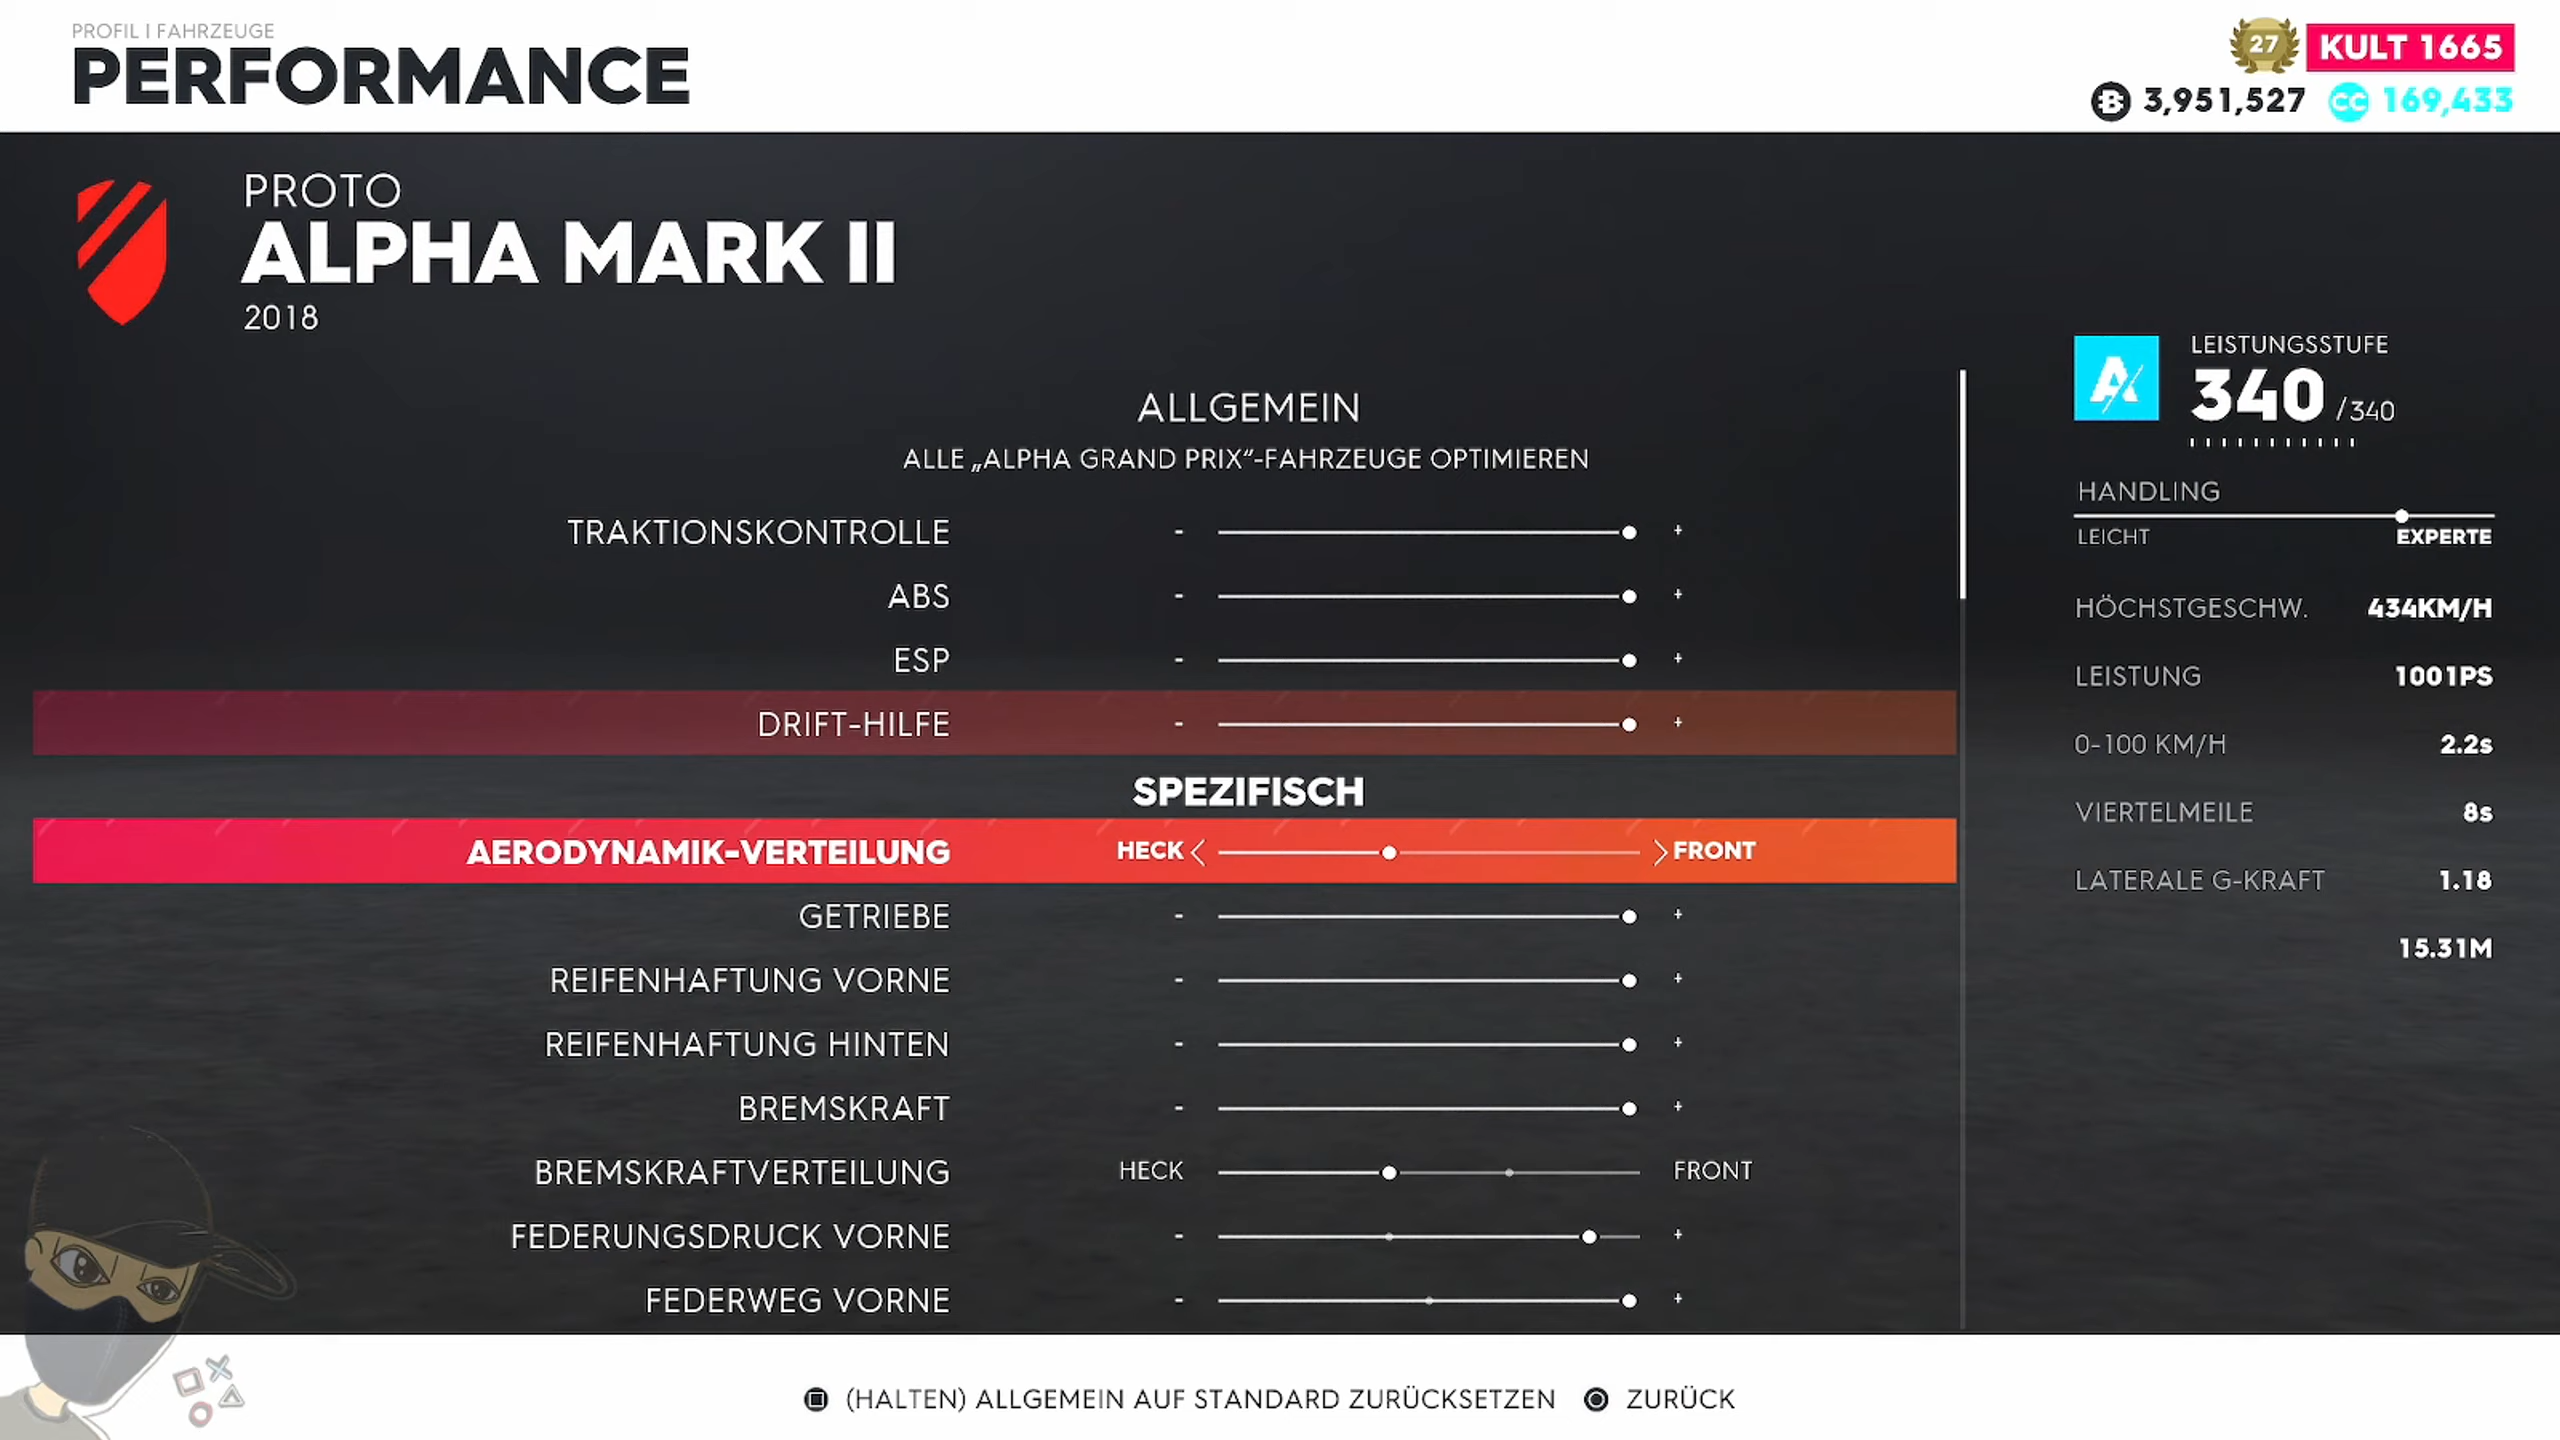 PROFIL | FAHRZEUGE
PERFORMANCE
27 KULT 1665
3,951,527 CC 169,433
PROTO
ALPHA MARK II
2018
ALLGEMEIN
ALLE „ALPHA GRAND PRIX“-FAHRZEUGE OPTIMIEREN
TRAKTIONSKONTROLLE - +
ABS - +
ESP - +
DRIFT-HILFE - +
SPEZIFISCH
AERODYNAMIK-VERTEILUNG HECK FRONT
GETRIEBE - +
REIFENHAFTUNG VORNE - +
REIFENHAFTUNG HINTEN - +
BREMSKRAFT - +
BREMSKRAFTVERTEILUNG HECK FRONT
FEDERUNGSDRUCK VORNE - +
FEDERWEG VORNE - +
LEISTUNGSSTUFE
340 /340
HANDLING
LEICHT EXPERTE
HÖCHSTGESCHW. 434KM/H
LEISTUNG 1001PS
0-100 KM/H 2.2s
VIERTELMEILE 8s
LATERALE G-KRAFT 1.18
15.31M
(HALTEN) ALLGEMEIN AUF STANDARD ZURÜCKSETZEN ZURÜCK